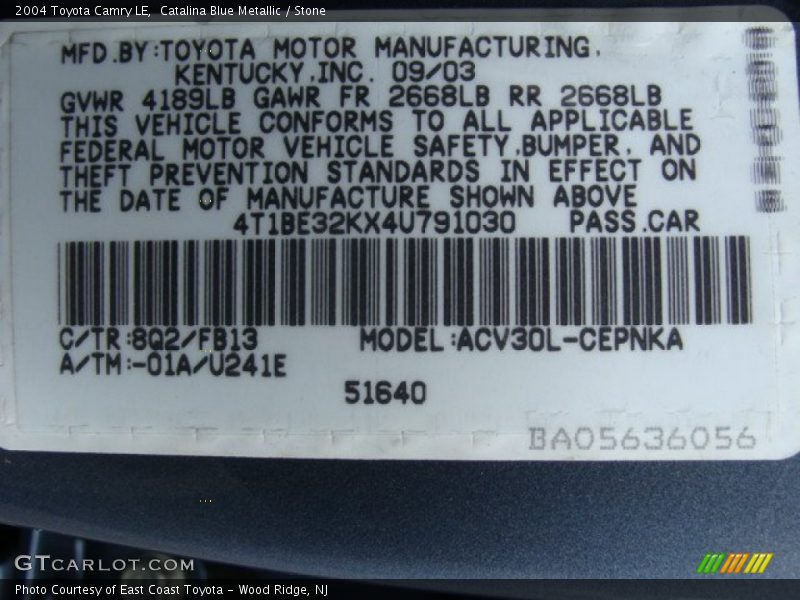 2004 Toyota Camry LE,  Catalina Blue Metallic / Stone
MFD.BY:TOYOTA MOTOR MANUFACTURING,
KENTUCKY,INC. 09/03
GVWR 4189LB GAWR FR 2668LB RR 2668LB
THIS VEHICLE CONFORMS TO ALL APPLICABLE
FEDERAL MOTOR VEHICLE SAFETY,BUMPER, AND
THEFT PREVENTION STANDARDS IN EFFECT ON
THE DATE OF MANUFACTURE SHOWN ABOVE
4T1BE32KX4U791030 PASS.CAR
C/TR:8Q2/FB13 MODEL:ACV30L-CEPNKA
A/TM:-01A/U241E
51640
BA05636056
GTCARLOT.COM
Photo Courtesy of East Coast Toyota - Wood Ridge, NJ